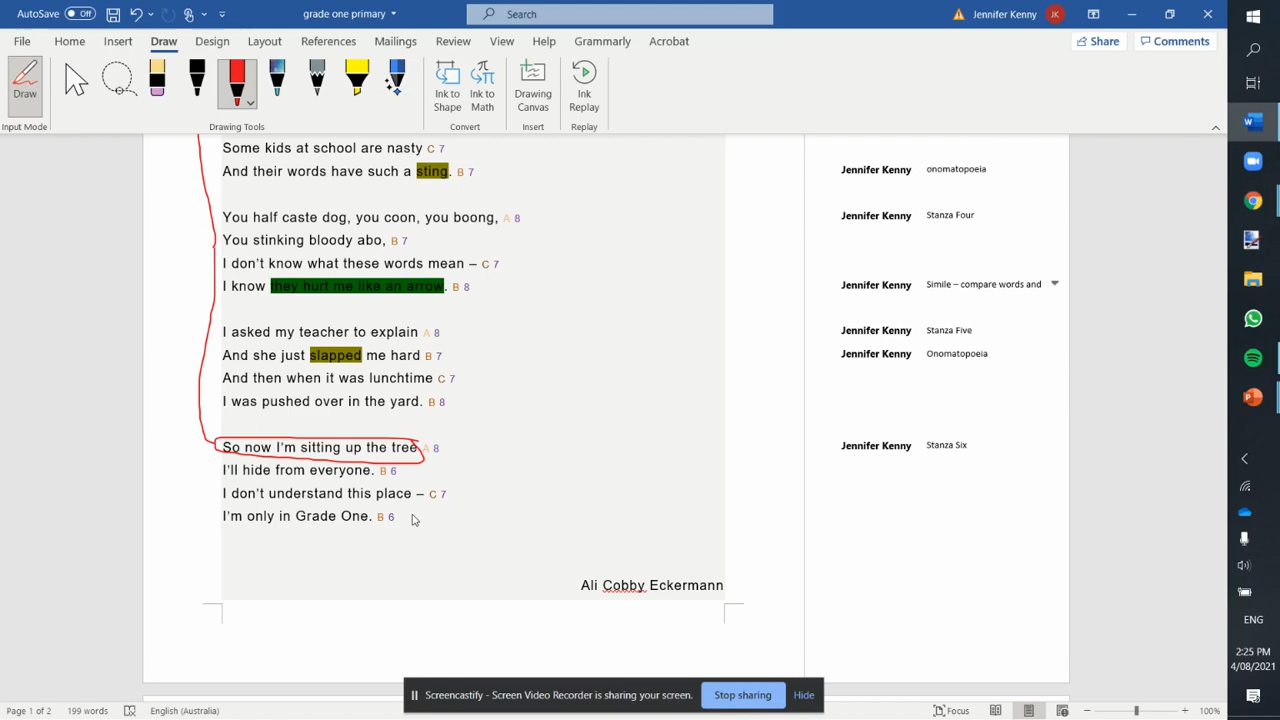 AutoSave Off grade one primary Search Jennifer Kenny JK
File Home Insert Draw Design Layout References Mailings Review View Help Grammarly Acrobat Share Comments
Draw
Ink to Shape
Ink to Math
Drawing Canvas
Ink Replay
Input Mode Drawing Tools Convert Insert Replay
Some kids at school are nasty C 7
And their words have such a sting. B 7
Jennifer Kenny onomatopoeia
You half caste dog, you coon, you boong, A 8
Jennifer Kenny Stanza Four
You stinking bloody abo, B 7
I don't know what these words mean – C 7
I know they hurt me like an arrow. B 8
Jennifer Kenny Simile – compare words and
I asked my teacher to explain A 8
Jennifer Kenny Stanza Five
And she just slapped me hard B 7
Jennifer Kenny Onomatopoeia
And then when it was lunchtime C 7
I was pushed over in the yard. B 8
So now I'm sitting up the tree A 8
Jennifer Kenny Stanza Six
I'll hide from everyone. B 6
I don't understand this place – C 7
I'm only in Grade One. B 6
Ali Cobby Eckermann
ENG
2:25 PM
4/08/2021
Screencastify - Screen Video Recorder is sharing your screen. Stop sharing Hide
Page 1 of 2 199 words English (Australia) Focus 100%